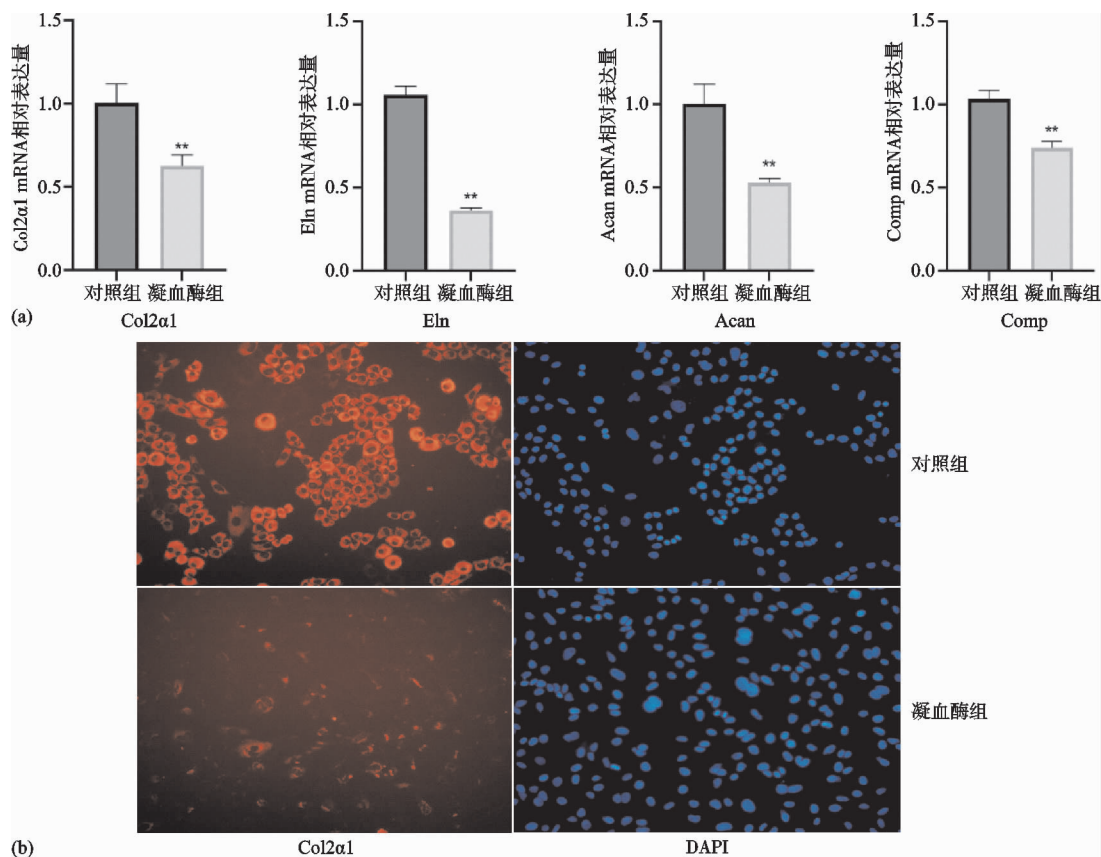 Col2α1 mRNA相对表达量
1.5
1.0
0.5
0.0
**
对照组 凝血酶组
Col2α1
Eln mRNA相对表达量
1.5
1.0
0.5
0.0
**
对照组 凝血酶组
Eln
Acan mRNA相对表达量
1.5
1.0
0.5
0.0
**
对照组 凝血酶组
Acan
Comp mRNA相对表达量
1.5
1.0
0.5
0.0
**
对照组 凝血酶组
Comp
(a)
对照组
凝血酶组
(b)
Col2α1
DAPI